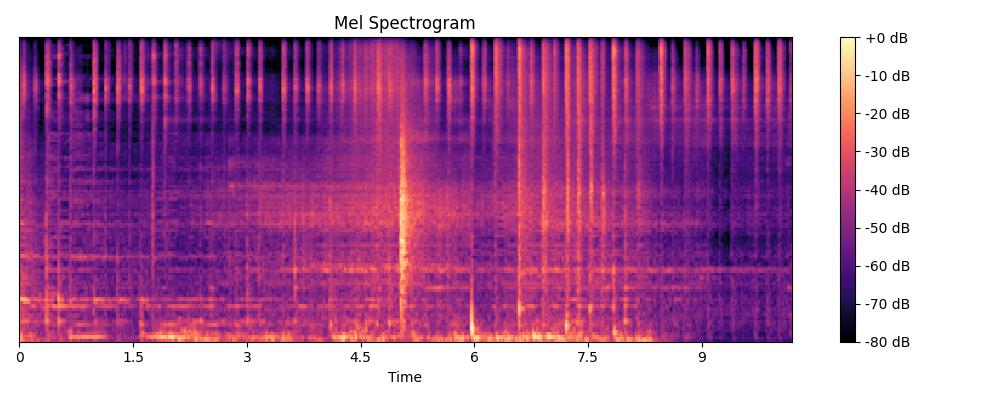 Mel Spectrogram
+0 dB
-10 dB
-20 dB
-30 dB
-40 dB
-50 dB
-60 dB
-70 dB
-80 dB
0 1.5 3 4.5 6 7.5 9
Time